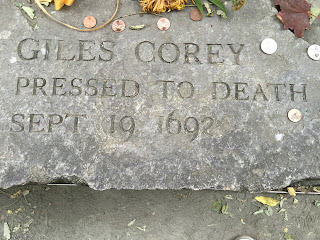 GILES COREY
PRESSED TO DEATH
SEPT. 19, 1692